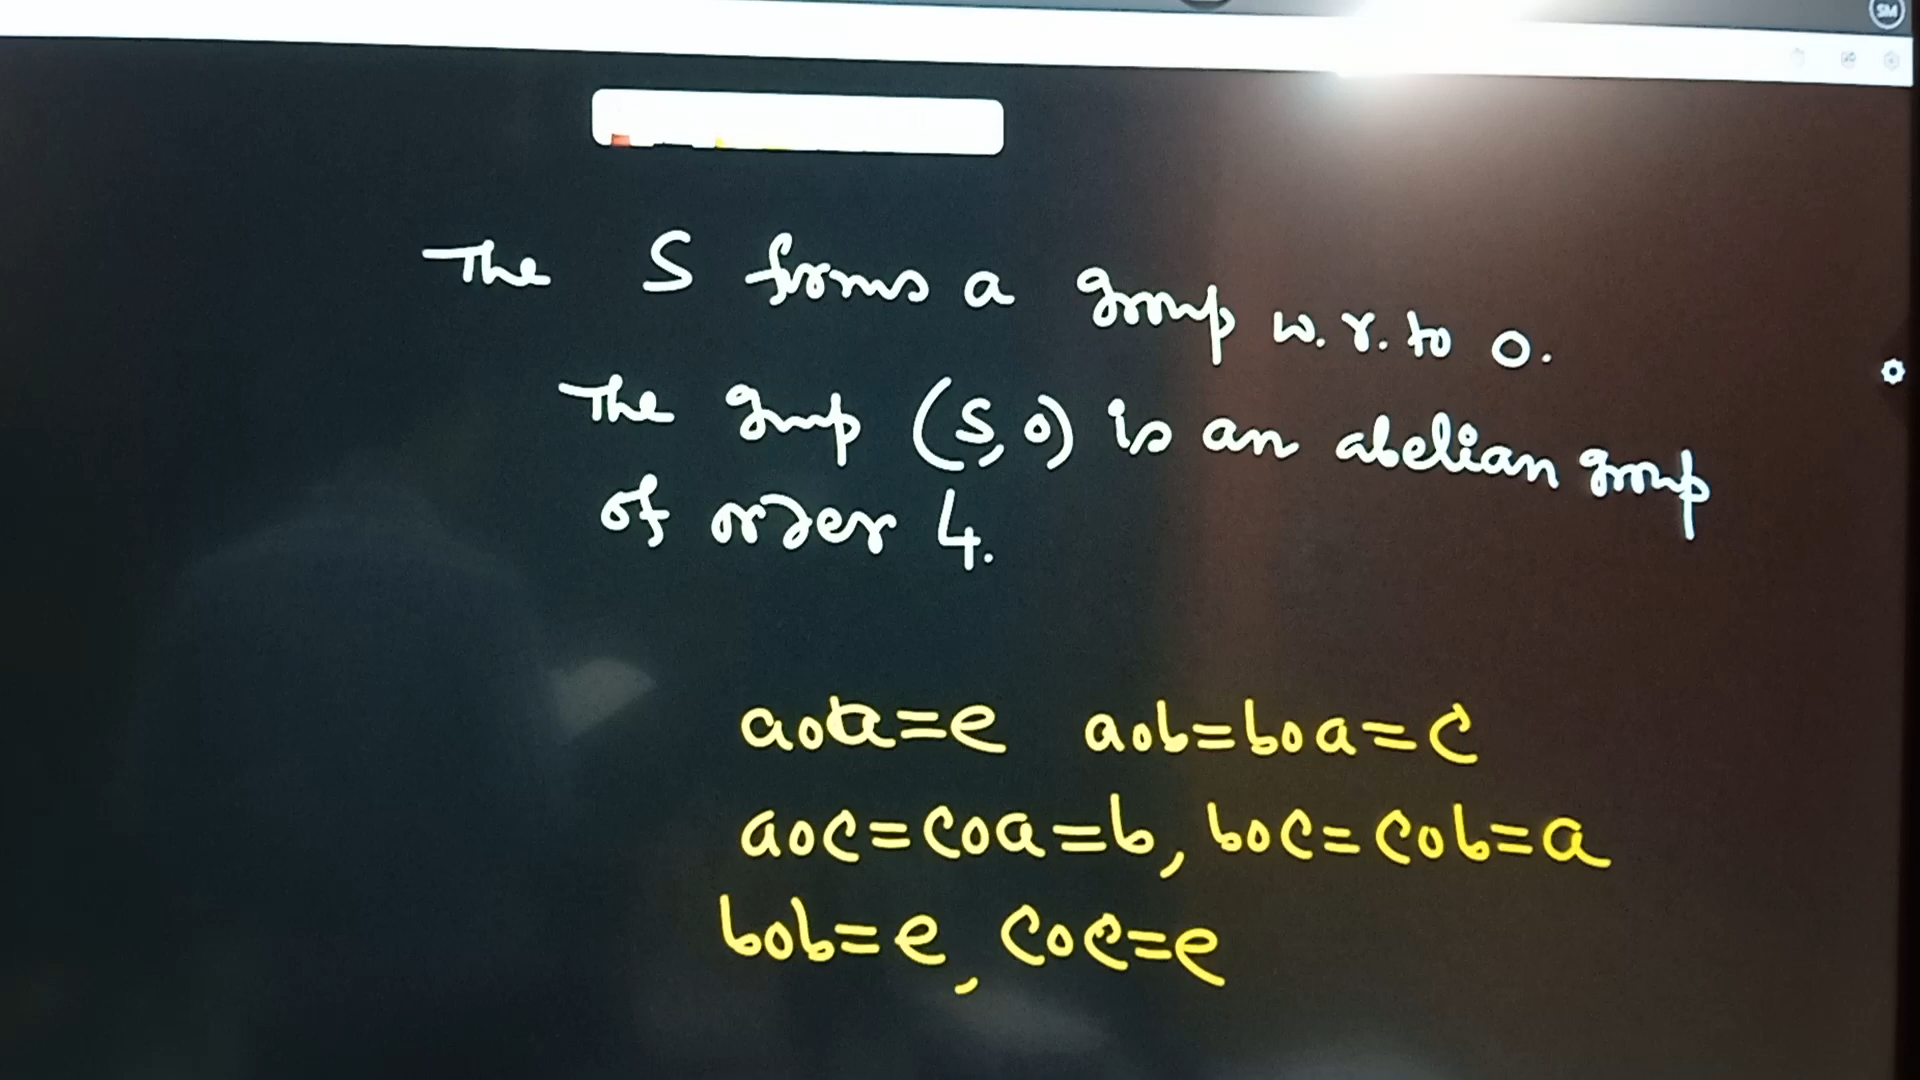 SM
The S forms a group w.r.to o.
The group (S,o) is an abelian group
of order 4.
aoa=e aob=boa=c
aoc=coa=b, boc=cob=a
bob=e, coc=e